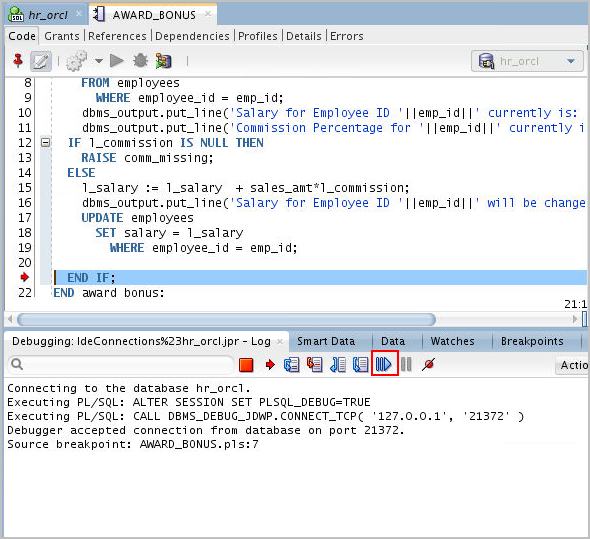 hr_orcl AWARD_BONUS
Code Grants References Dependencies Profiles Details Errors
hr_orcl
8 FROM employees
9 WHERE employee_id = emp_id;
10 dbms_output.put_line('Salary for Employee ID '||emp_id||' currently is:
11 dbms_output.put_line('Commission Percentage for '||emp_id||' currently i
12 IF l_commission IS NULL THEN
13 RAISE comm_missing;
14 ELSE
15 l_salary := l_salary + sales_amt*l_commission;
16 dbms_output.put_line('Salary for Employee ID '||emp_id||' will be change
17 UPDATE employees
18 SET salary = l_salary
19 WHERE employee_id = emp_id;
20
END IF;
22 END award bonus:
21:1
Debugging: IdeConnections%23hr_orcl.jpr - Log Smart Data Data Watches Breakpoints
Actio
Connecting to the database hr_orcl.
Executing PL/SQL: ALTER SESSION SET PLSQL_DEBUG=TRUE
Executing PL/SQL: CALL DBMS_DEBUG_JDWP.CONNECT_TCP( '127.0.0.1', '21372' )
Debugger accepted connection from database on port 21372.
Source breakpoint: AWARD_BONUS.pls:7